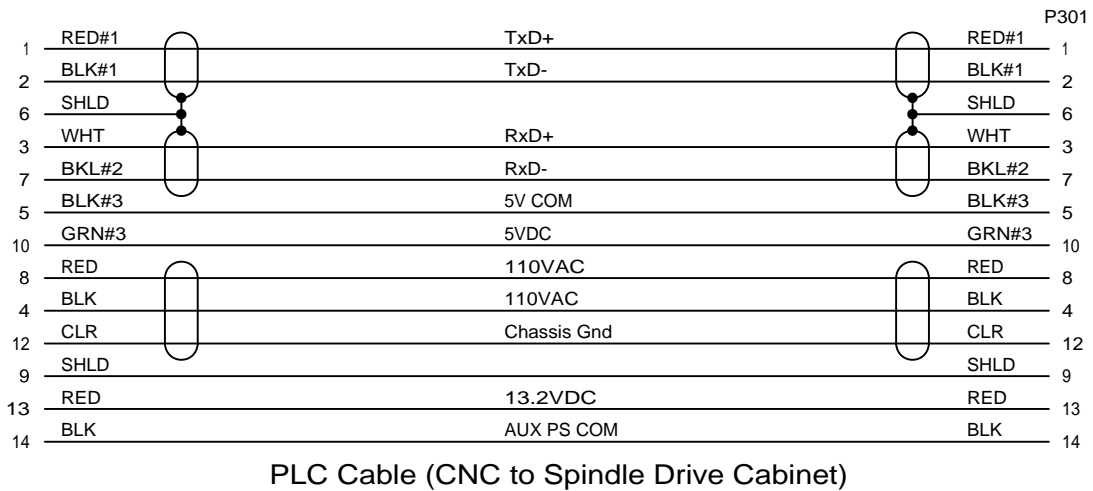 P301
1 RED#1 TxD+ RED#1 1
2 BLK#1 TxD- BLK#1 2
6 SHLD SHLD 6
3 WHT RxD+ WHT 3
7 BKL#2 RxD- BKL#2 7
5 BLK#3 5V COM BLK#3 5
10 GRN#3 5VDC GRN#3 10
8 RED 110VAC RED 8
4 BLK 110VAC BLK 4
12 CLR Chassis Gnd CLR 12
9 SHLD SHLD 9
13 RED 13.2VDC RED 13
14 BLK AUX PS COM BLK 14
PLC Cable (CNC to Spindle Drive Cabinet)